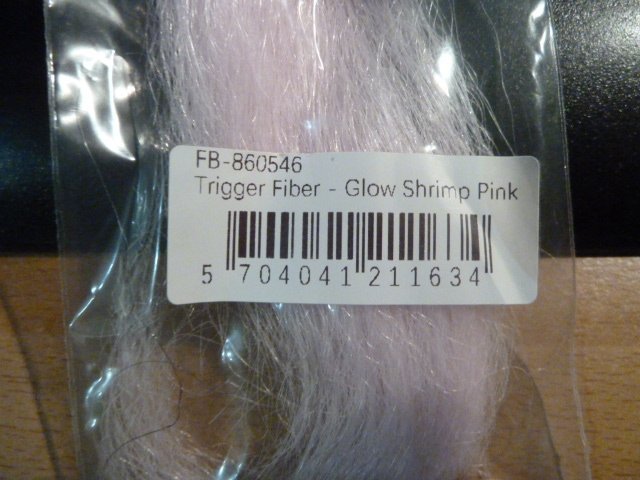 FB-860546
Trigger Fiber - Glow Shrimp Pink
5 704041 211634